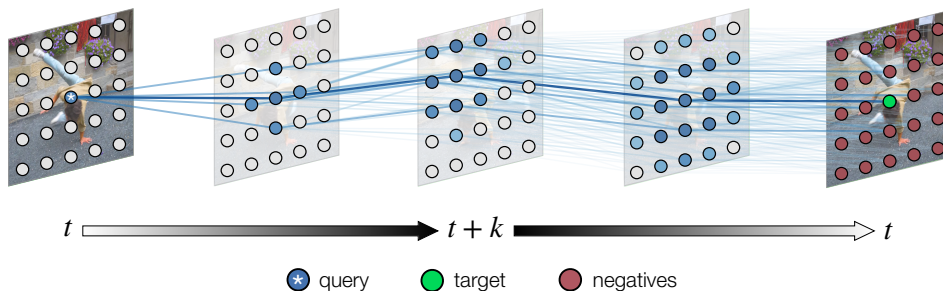 t t + k t
* query target negatives